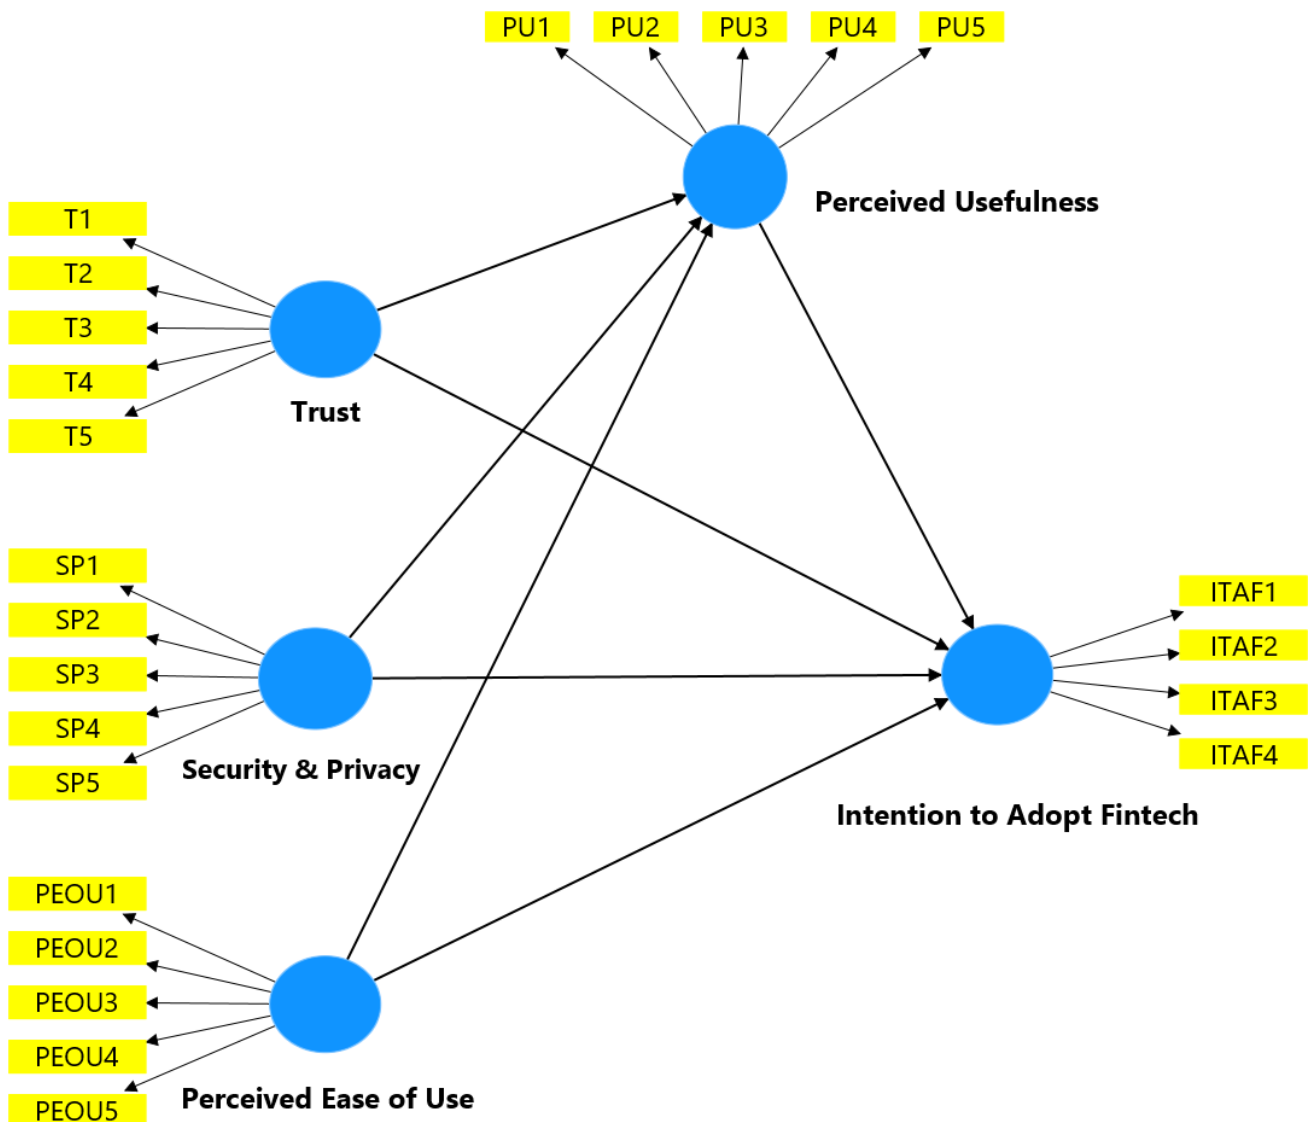 PU1 PU2 PU3 PU4 PU5
Perceived Usefulness
T1
T2
T3
T4
T5
Trust
SP1
SP2
SP3
SP4
SP5
Security & Privacy
ITAF1
ITAF2
ITAF3
ITAF4
Intention to Adopt Fintech
PEOU1
PEOU2
PEOU3
PEOU4
PEOU5
Perceived Ease of Use